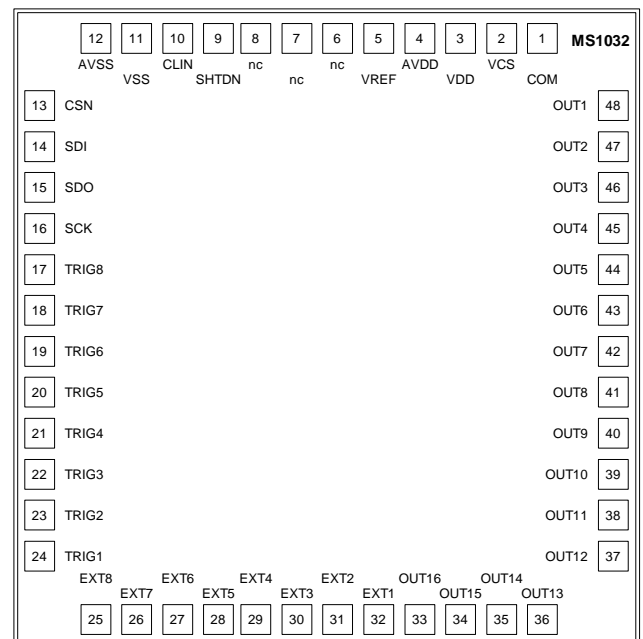 12 11 10 9 8 7 6 5 4 3 2 1 MS1032
AVSS CLIN nc nc AVDD VCS
VSS SHTDN nc VREF VDD COM
13 CSN OUT1 48
14 SDI OUT2 47
15 SDO OUT3 46
16 SCK OUT4 45
17 TRIG8 OUT5 44
18 TRIG7 OUT6 43
19 TRIG6 OUT7 42
20 TRIG5 OUT8 41
21 TRIG4 OUT9 40
22 TRIG3 OUT10 39
23 TRIG2 OUT11 38
24 TRIG1 OUT12 37
EXT8 EXT6 EXT4 EXT2 OUT16 OUT14
EXT7 EXT5 EXT3 EXT1 OUT15 OUT13
25 26 27 28 29 30 31 32 33 34 35 36